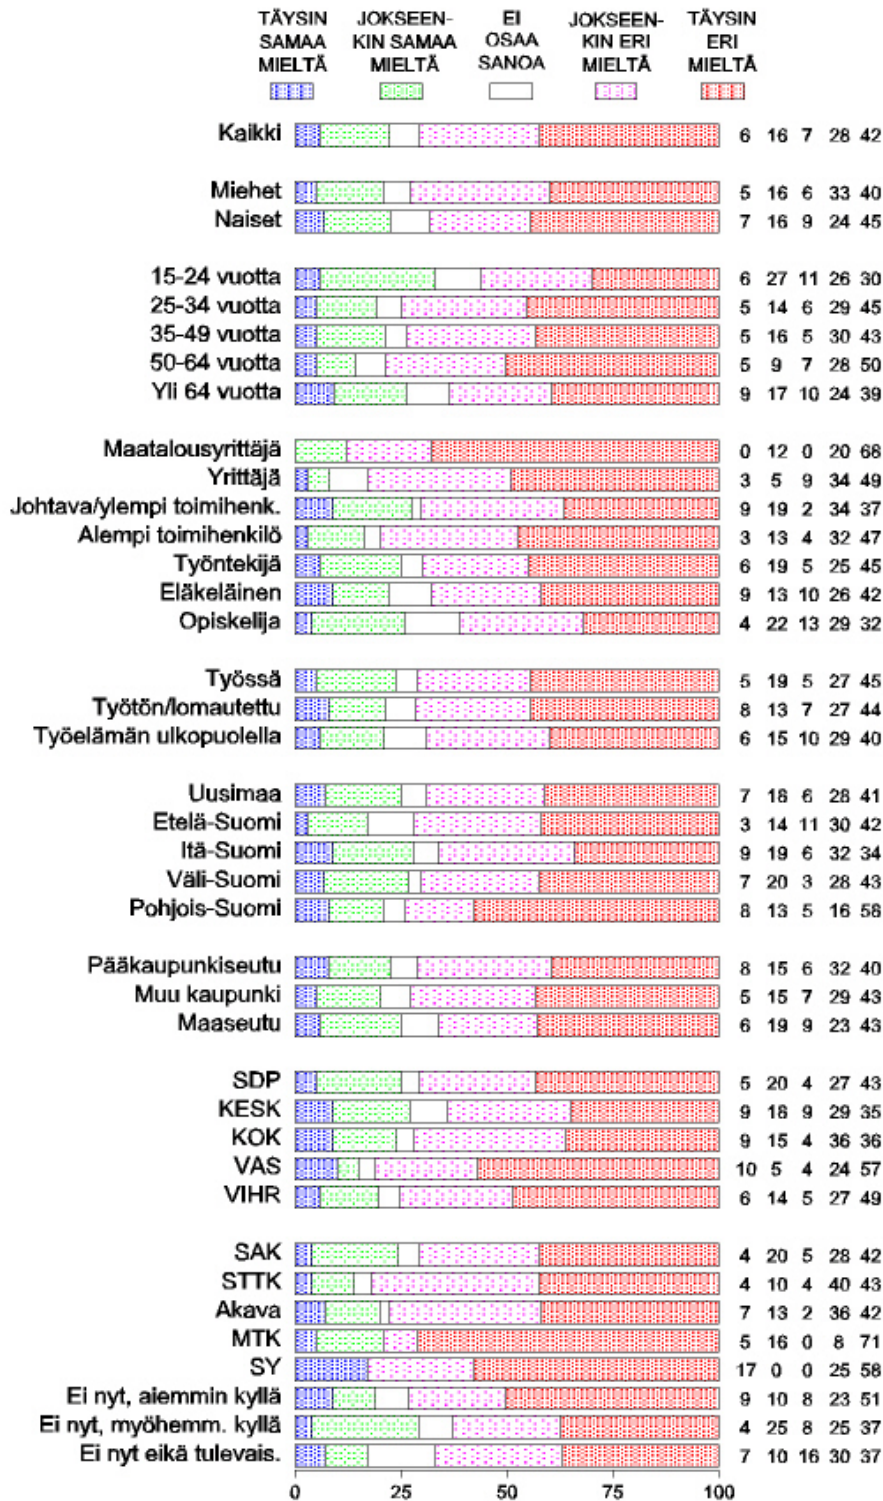 TÄYSIN JOKSEEN- EI JOKSEEN- TÄYSIN
SAMAA KIN SAMAA OSAA KIN ERI ERI
MIELTÄ MIELTÄ SANOA MIELTÄ MIELTÄ
Kaikki 6 16 7 28 42
Miehet 5 16 6 33 40
Naiset 7 16 9 24 45
15-24 vuotta 6 27 11 26 30
25-34 vuotta 5 14 6 29 45
35-49 vuotta 5 16 5 30 43
50-64 vuotta 5 9 7 28 50
Yli 64 vuotta 9 17 10 24 39
Maatalousyrittäjä 0 12 0 20 68
Yrittäjä 3 5 9 34 49
Johtava/ylempi toimihenk. 9 19 2 34 37
Alempi toimihenkilö 3 13 4 32 47
Työntekijä 6 19 5 25 45
Eläkeläinen 9 13 10 26 42
Opiskelija 4 22 13 29 32
Työssä 5 19 5 27 45
Työtön/lomautettu 8 13 7 27 44
Työelämän ulkopuolella 6 15 10 29 40
Uusimaa 7 18 6 28 41
Etelä-Suomi 3 14 11 30 42
Itä-Suomi 9 19 6 32 34
Väli-Suomi 7 20 3 28 43
Pohjois-Suomi 8 13 5 16 58
Pääkaupunkiseutu 8 15 6 32 40
Muu kaupunki 5 15 7 29 43
Maaseutu 6 19 9 23 43
SDP 5 20 4 27 43
KESK 9 18 9 29 35
KOK 9 15 4 36 36
VAS 10 5 4 24 57
VIHR 6 14 5 27 49
SAK 4 20 5 28 42
STTK 4 10 4 40 43
Akava 7 13 2 36 42
MTK 5 16 0 8 71
SY 17 0 0 25 58
Ei nyt, aiemmin kyllä 9 10 8 23 51
Ei nyt, myöhemm. kyllä 4 25 8 25 37
Ei nyt eikä tulevais. 7 10 16 30 37
0 25 50 75 100